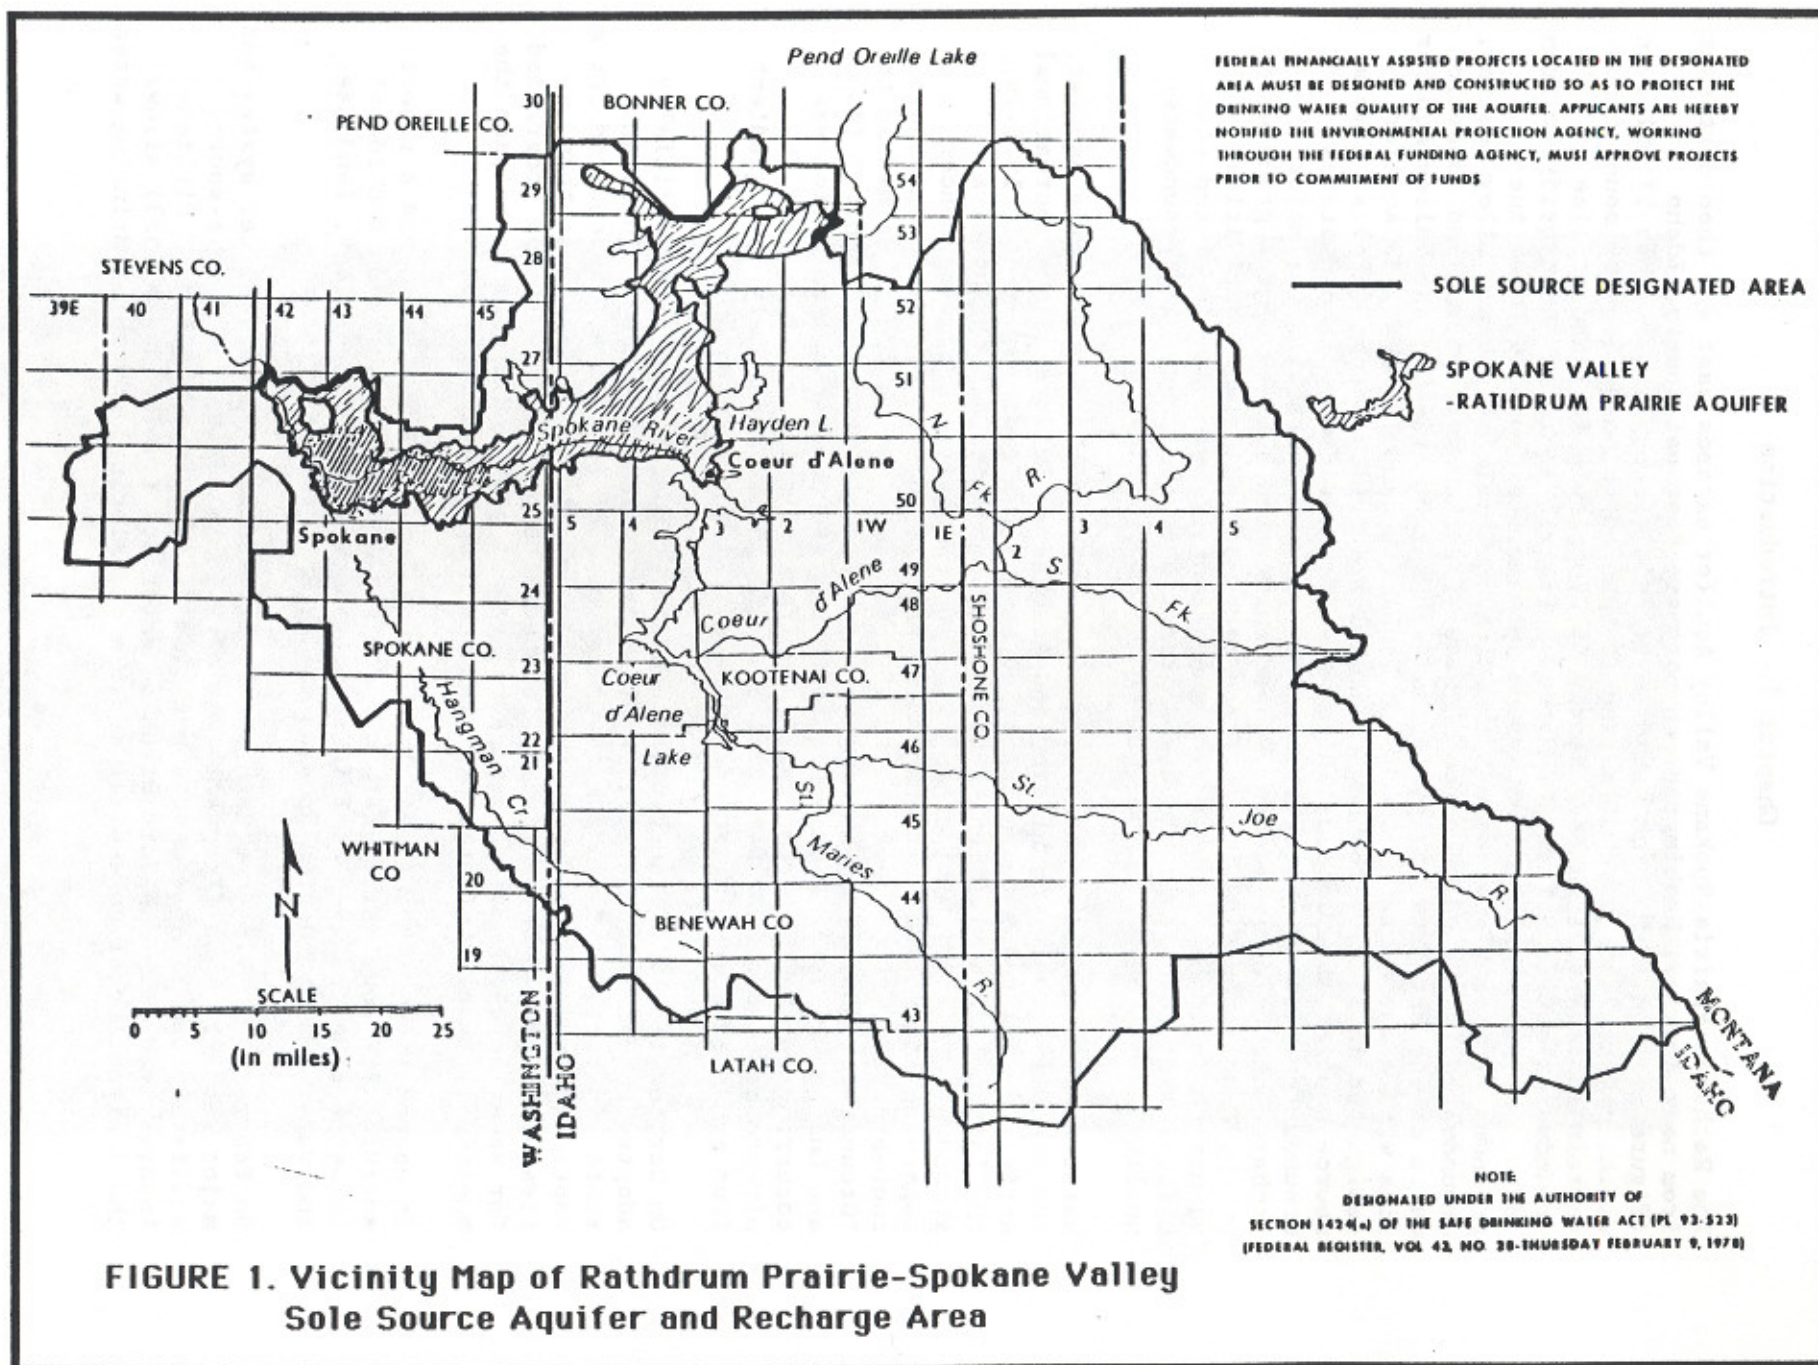 Pend Oreille Lake
FEDERAL FINANCIALLY ASSISTED PROJECTS LOCATED IN THE DESIGNATED
AREA MUST BE DESIGNED AND CONSTRUCTED SO AS TO PROTECT THE
DRINKING WATER QUALITY OF THE AQUIFER. APPLICANTS ARE HEREBY
NOTIFIED THE ENVIRONMENTAL PROTECTION AGENCY, WORKING
THROUGH THE FEDERAL FUNDING AGENCY, MUST APPROVE PROJECTS
PRIOR TO COMMITMENT OF FUNDS
30
BONNER CO.
PEND OREILLE CO.
29
54
53
28
STEVENS CO.
SOLE SOURCE DESIGNATED AREA
39E 40 41 42 43 44 45
52
27
51
SPOKANE VALLEY
-RATHDRUM PRAIRIE AQUIFER
Spokane River
Hayden L.
N.
Coeur d'Alene
Fk.
R.
50
25
5 4 3 2 1W 1E 2 3 4 5
Spokane
49
S.
24
d'Alene
48
Fk.
Coeur
SHOSHONE CO.
SPOKANE CO.
23
47
Coeur
d'Alene
Lake
KOOTENAI CO.
Hangman Cr.
22
21
46
St.
Joe
R.
St.
Maries
R.
45
WHITMAN
CO
20
44
BENEWAH CO
19
43
SCALE
0 5 10 15 20 25
(in miles)
N
LATAH CO.
WASHINGTON
IDAHO
MONTANA
IDAHO
NOTE:
DESIGNATED UNDER THE AUTHORITY OF
SECTION 1424(e) OF THE SAFE DRINKING WATER ACT (PL 93-523)
(FEDERAL REGISTER, VOL 43, NO. 28-THURSDAY FEBRUARY 9, 1978)
FIGURE 1. Vicinity Map of Rathdrum Prairie-Spokane Valley
Sole Source Aquifer and Recharge Area